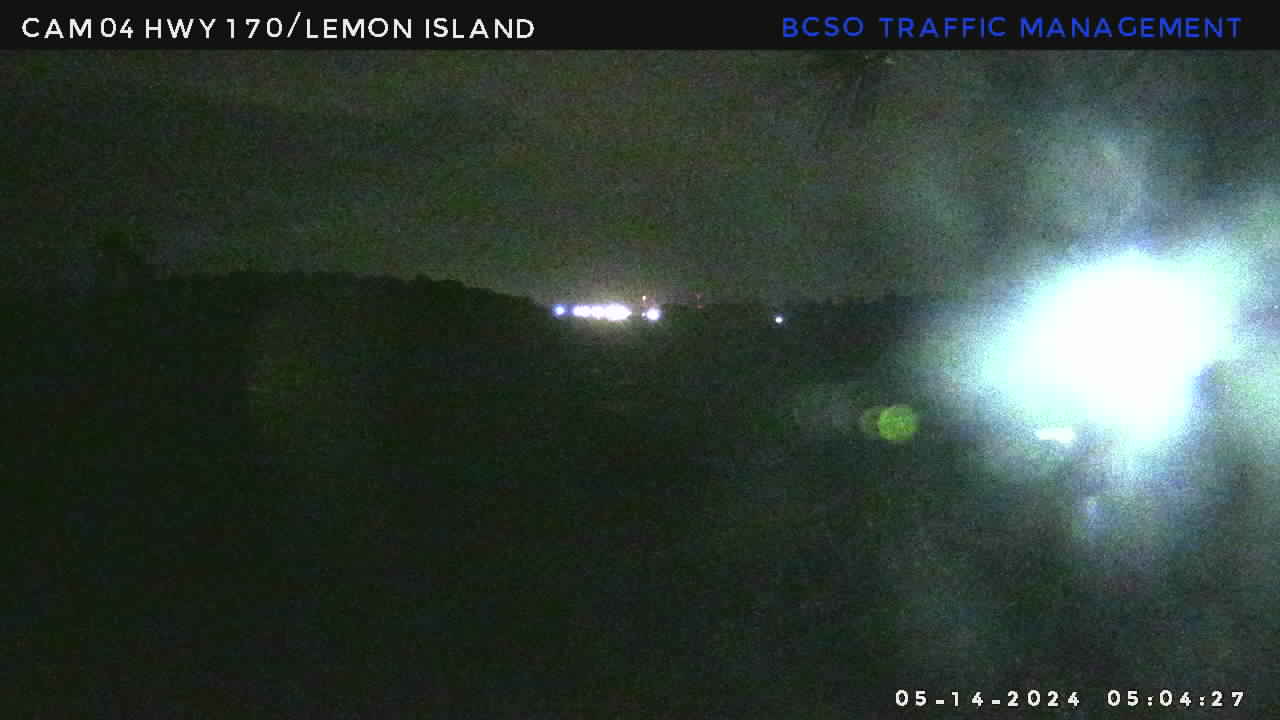 CAM 04 HWY 170/LEMON ISLAND
BCSO TRAFFIC MANAGEMENT
05-14-2024 05:04:27